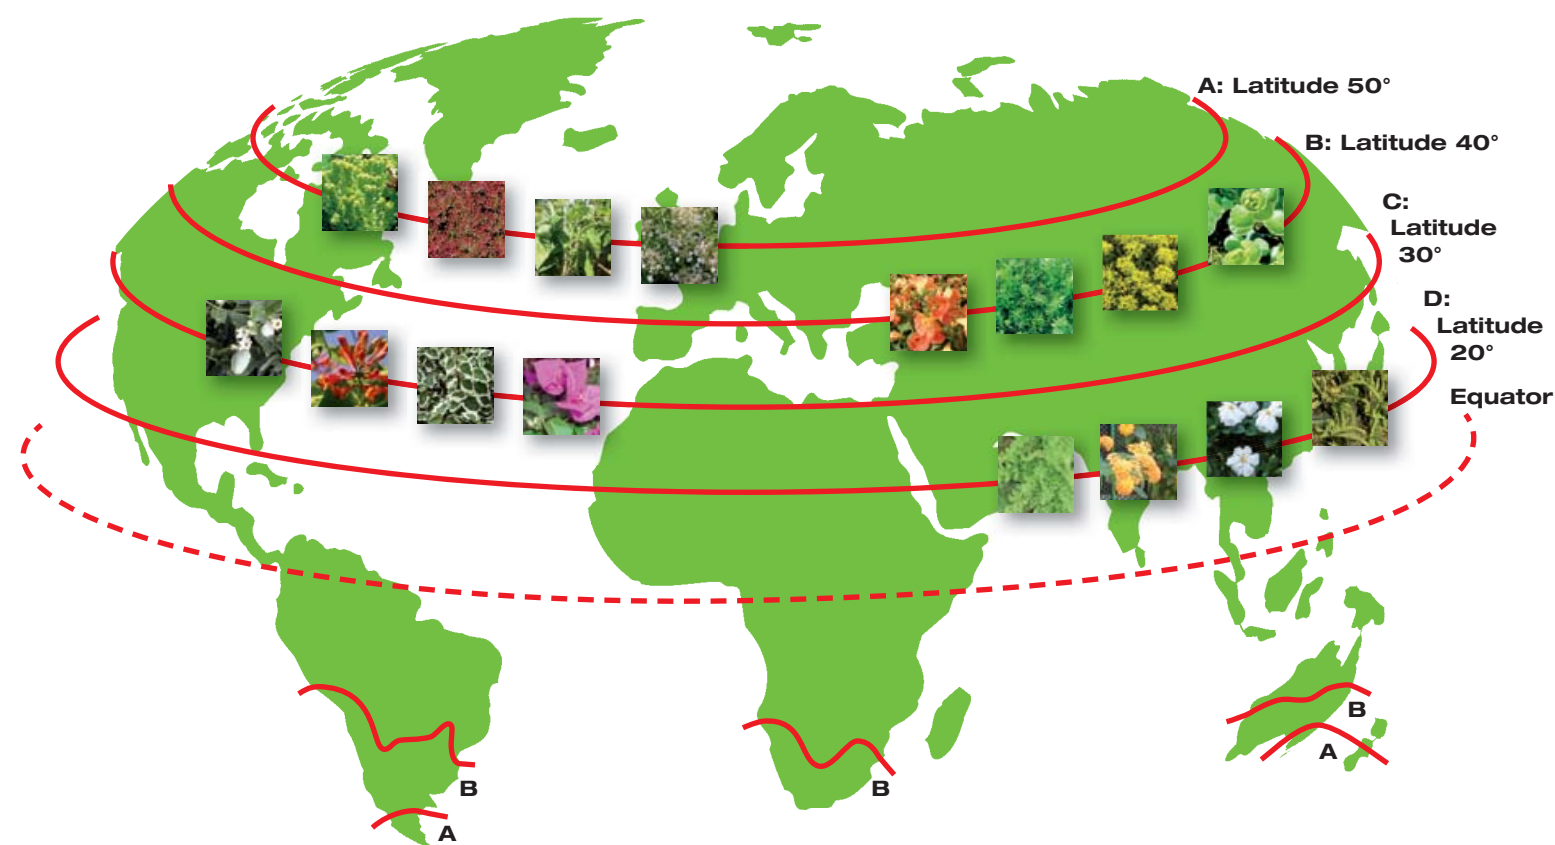 A: Latitude 50°
B: Latitude 40°
C:
Latitude
30°
D:
Latitude
20°
Equator
B
A
B
B
A